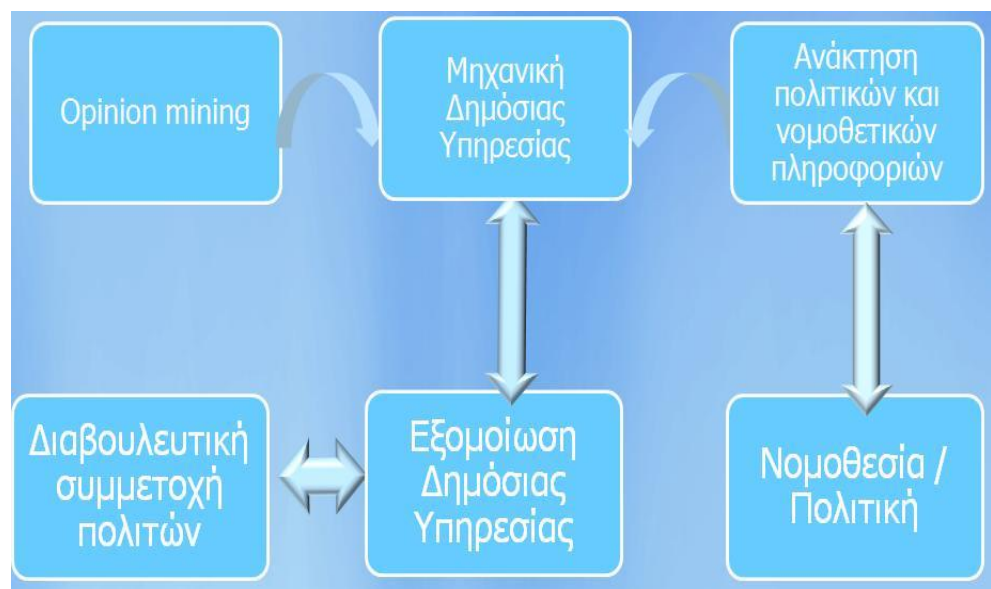 Opinion mining
Μηχανική
Δημόσιας
Υπηρεσίας
Ανάκτηση
πολιτικών και
νομοθετικών
πληροφοριών
Διαβουλευτική
συμμετοχή
πολιτών
Εξομοίωση
Δημόσιας
Υπηρεσίας
Νομοθεσία /
Πολιτική